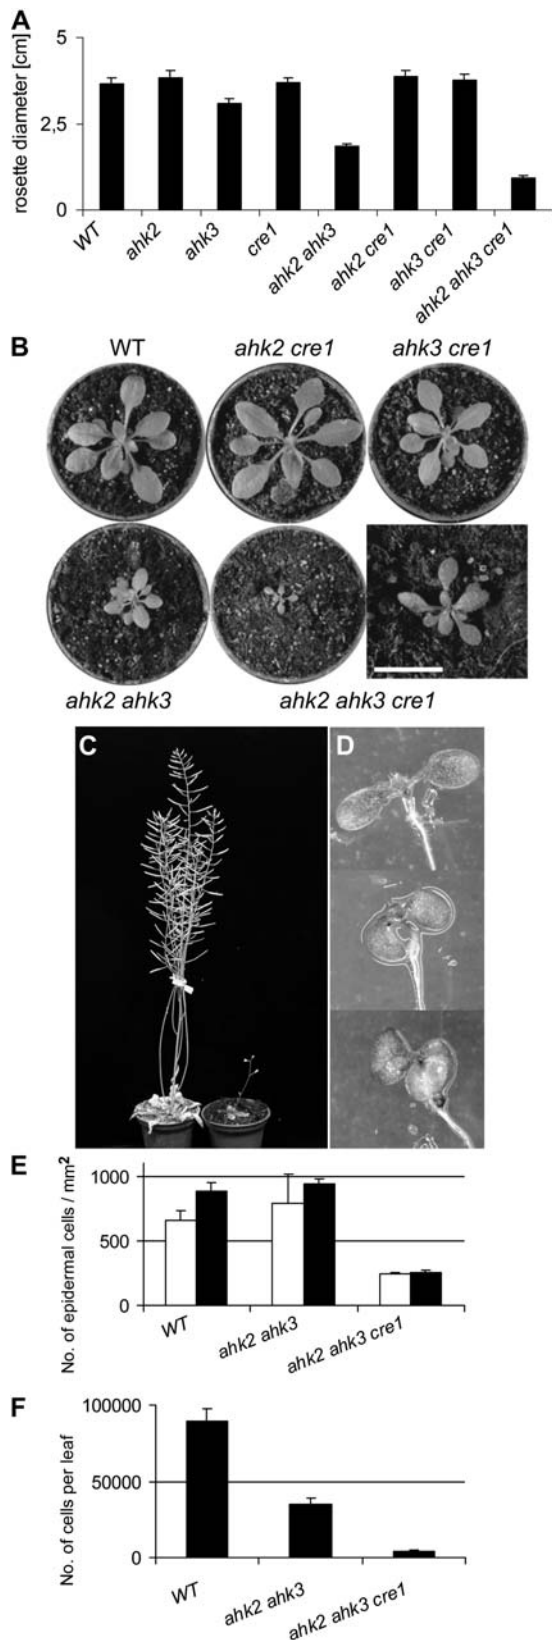 A
rosette diameter [cm]
5
2,5
0
WT
ahk2
ahk3
cre1
ahk2 ahk3
ahk2 cre1
ahk3 cre1
ahk2 ahk3 cre1
B
WT
ahk2 cre1
ahk3 cre1
ahk2 ahk3
ahk2 ahk3 cre1
C
D
E
No. of epidermal cells / mm²
1000
500
0
WT
ahk2 ahk3
ahk2 ahk3 cre1
F
No. of cells per leaf
100000
50000
0
WT
ahk2 ahk3
ahk2 ahk3 cre1